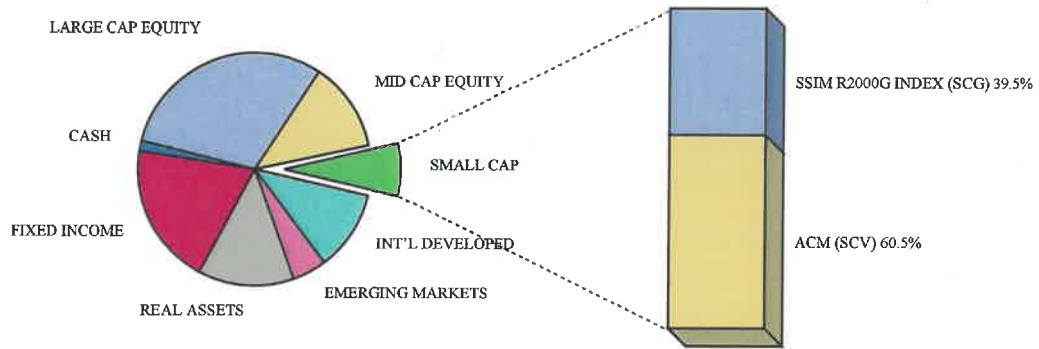 LARGE CAP EQUITY
MID CAP EQUITY
SSIM R2000G INDEX (SCG) 39.5%
CASH
SMALL CAP
FIXED INCOME
INT'L DEVELOPED
ACM (SCV) 60.5%
EMERGING MARKETS
REAL ASSETS